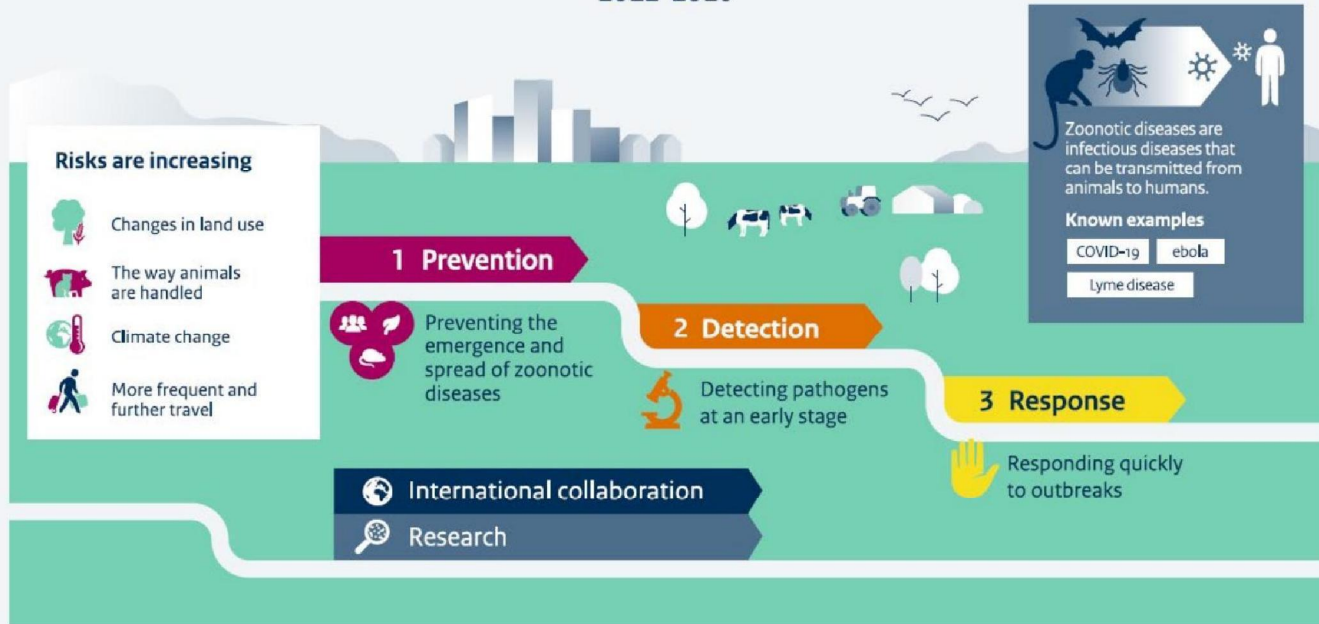 Risks are increasing
Changes in land use
The way animals
are handled
Climate change
More frequent and
further travel
1 Prevention
Preventing the
emergence and
spread of zoonotic
diseases
2 Detection
Detecting pathogens
at an early stage
3 Response
Responding quickly
to outbreaks
International collaboration
Research
Zoonotic diseases are
infectious diseases that
can be transmitted from
animals to humans.
Known examples
COVID-19
ebola
Lyme disease